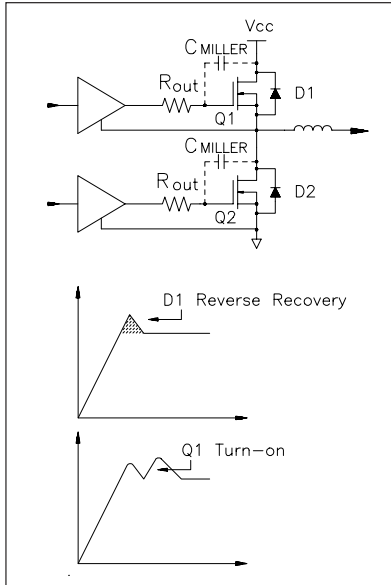 Vcc
CMILLER
Rout
D1
Q1
CMILLER
Rout
D2
Q2
D1 Reverse Recovery
Q1 Turn-on